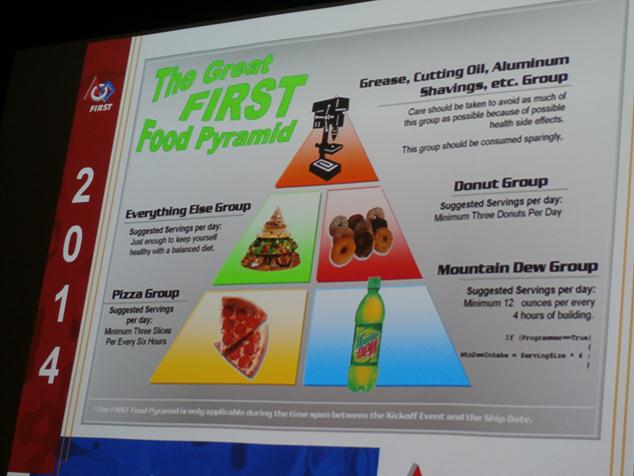 FIRST
2
0
1
4
The Great
FIRST
Food Pyramid
Grease, Cutting Oil, Aluminum
Shavings, etc. Group
Care should be taken to avoid as much of
this group as possible because of possible
health side effects.
This group should be consumed sparingly,
Everything Else Group
Suggested Servings per day:
Just enough to keep yourself
healthy with a balanced diet.
Donut Group
Suggested Servings per day:
Minimum Three Donuts Per Day
Pizza Group
Suggested Servings
per day:
Minimum Three Slices
Per Every Six Hours
Mountain Dew Group
Suggested Servings per day:
Minimum 12 ounces per every
4 hours of building.
If (Programmer==True)
{
MtnDewIntake = ServingSize * 4 ;
}
Dew
*The FIRST Food Pyramid is only applicable during the time span between the Kickoff Event and the Ship Date.